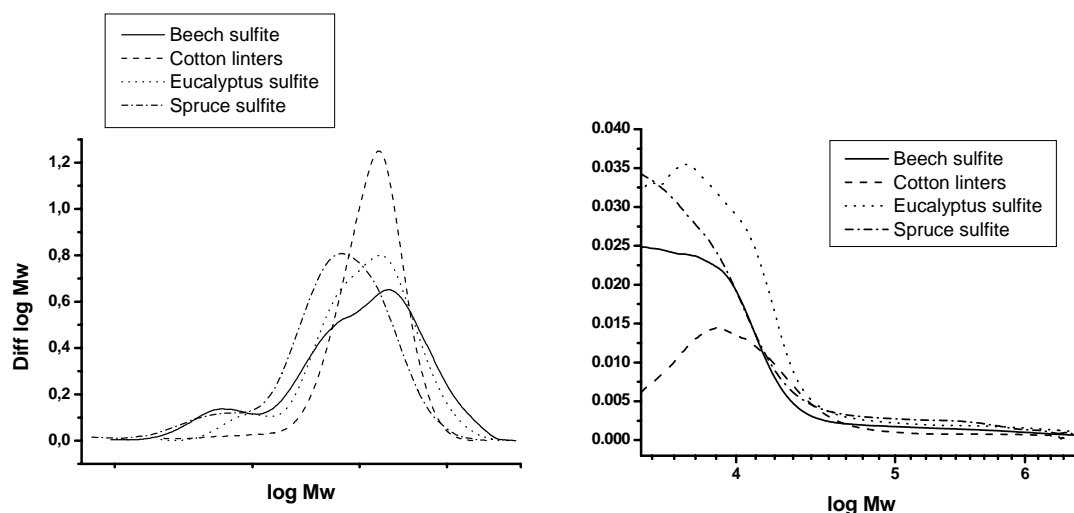 Beech sulfite
Cotton linters
Eucalyptus sulfite
Spruce sulfite
1,2
1,0
0,8
0,6
0,4
0,2
0,0
Diff log Mw
log Mw
0.040
0.035
0.030
0.025
0.020
0.015
0.010
0.005
0.000
Beech sulfite
Cotton linters
Eucalyptus sulfite
Spruce sulfite
4
5
6
log Mw